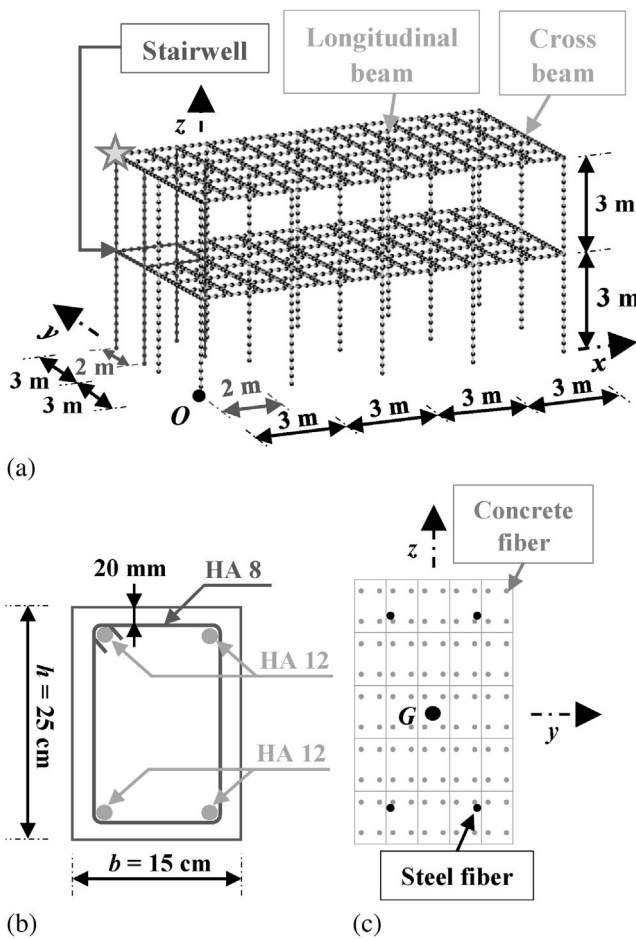 Stairwell
Longitudinal
beam
Cross
beam
z
3 m
3 m
y
x
2 m
3 m
3 m
O
2 m
3 m
3 m
3 m
3 m
(a)
20 mm
HA 8
HA 12
HA 12
h = 25 cm
b = 15 cm
(b)
Concrete
fiber
z
G
y
Steel fiber
(c)